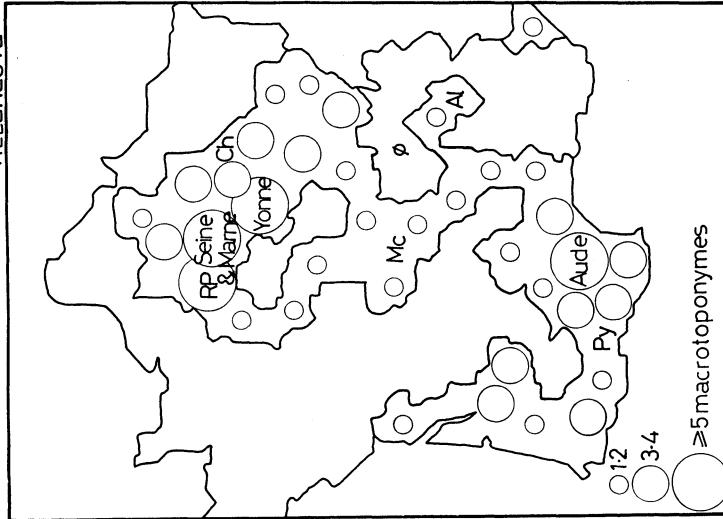 RP
Seine
& Marne
Ch
Yonne
Mc
ø
Al
Aude
Py
1-2
3-4
⩾5 macrotoponymes